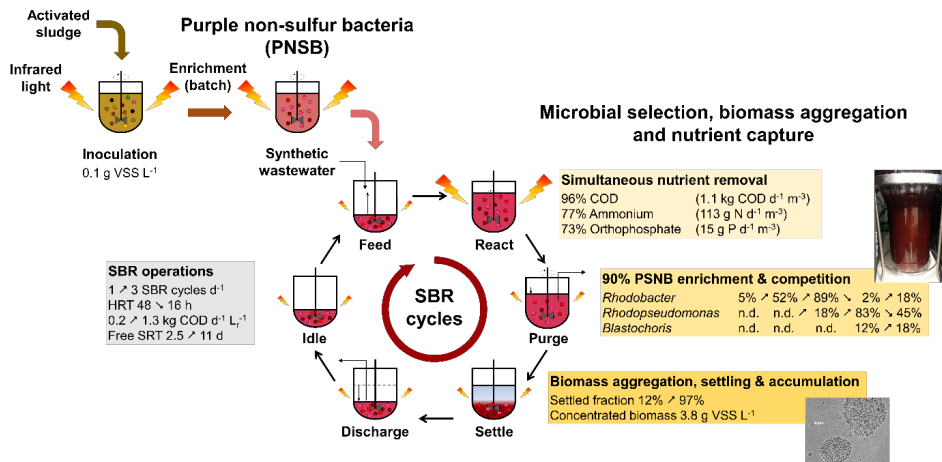 Activated
sludge
Purple non-sulfur bacteria
(PNSB)
Infrared
light
Enrichment
(batch)
Inoculation
0.1 g VSS L-1
Synthetic
wastewater
Microbial selection, biomass aggregation
and nutrient capture
Feed
React
Simultaneous nutrient removal
96% COD (1.1 kg COD d-1 m-3)
77% Ammonium (113 g N d-1 m-3)
73% Orthophosphate (15 g P d-1 m-3)
SBR operations
1 ↗ 3 SBR cycles d-1
HRT 48 ↘ 16 h
0.2 ↗ 1.3 kg COD d-1 Lr-1
Free SRT 2.5 ↗ 11 d
Idle
SBR
cycles
Purge
90% PSNB enrichment & competition
Rhodobacter 5% ↗ 52% ↗ 89% ↘ 2% ↗ 18%
Rhodopseudomonas n.d. n.d. ↗ 18% ↗ 83% ↘ 45%
Blastochoris n.d. n.d. n.d. 12% ↗ 18%
Discharge
Settle
Biomass aggregation, settling & accumulation
Settled fraction 12% ↗ 97%
Concentrated biomass 3.8 g VSS L-1